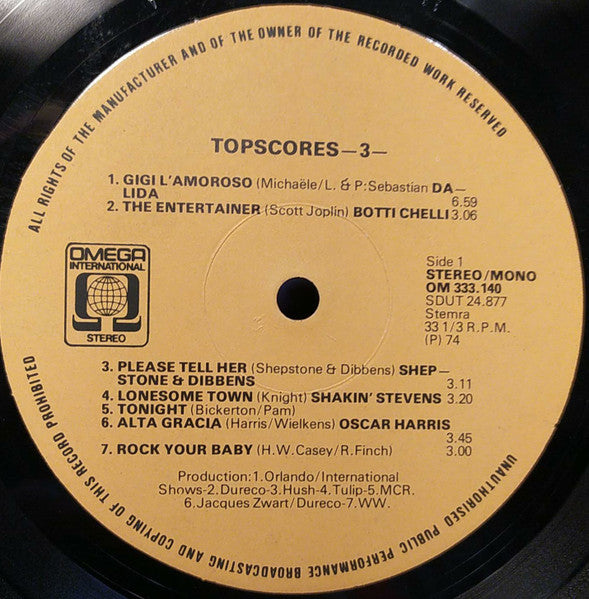 ALL RIGHTS OF THE MANUFACTURER AND OF THE OWNER OF THE RECORDED WORK RESERVED
TOPSCORES—3—
1. GIGI L'AMOROSO (Michaële/L. & P. Sebastian DA—
LIDA 6.59
2. THE ENTERTAINER (Scott Joplin) BOTTI CHELLI 3.06
OMEGA
INTERNATIONAL
STEREO
Side 1
STEREO/MONO
OM 333.140
SDUT 24.877
Stemra
33 1/3 R.P.M.
(P) 74
3. PLEASE TELL HER (Shepstone & Dibbens) SHEP—
STONE & DIBBENS 3.11
4. LONESOME TOWN (Knight) SHAKIN' STEVENS 3.20
5. TONIGHT (Bickerton/Pam)
6. ALTA GRACIA (Harris/Wielkens) OSCAR HARRIS
3.45
7. ROCK YOUR BABY (H.W. Casey/R. Finch) 3.00
Production:1.Orlando/International
Shows-2.Dureco-3.Hush-4.Tulip-5.MCR.
6. Jacques Zwart/Dureco-7.WW.
UNAUTHORISED PUBLIC PERFORMANCE BROADCASTING AND COPYING OF THIS RECORD PROHIBITED